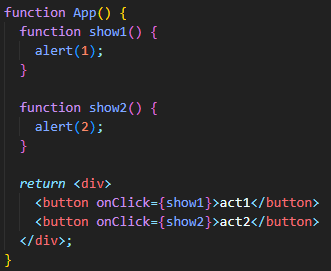 function App() {
  function show1() {
    alert(1);
  }

  function show2() {
    alert(2);
  }

  return <div>
    <button onClick={show1}>act1</button>
    <button onClick={show2}>act2</button>
  </div>;
}